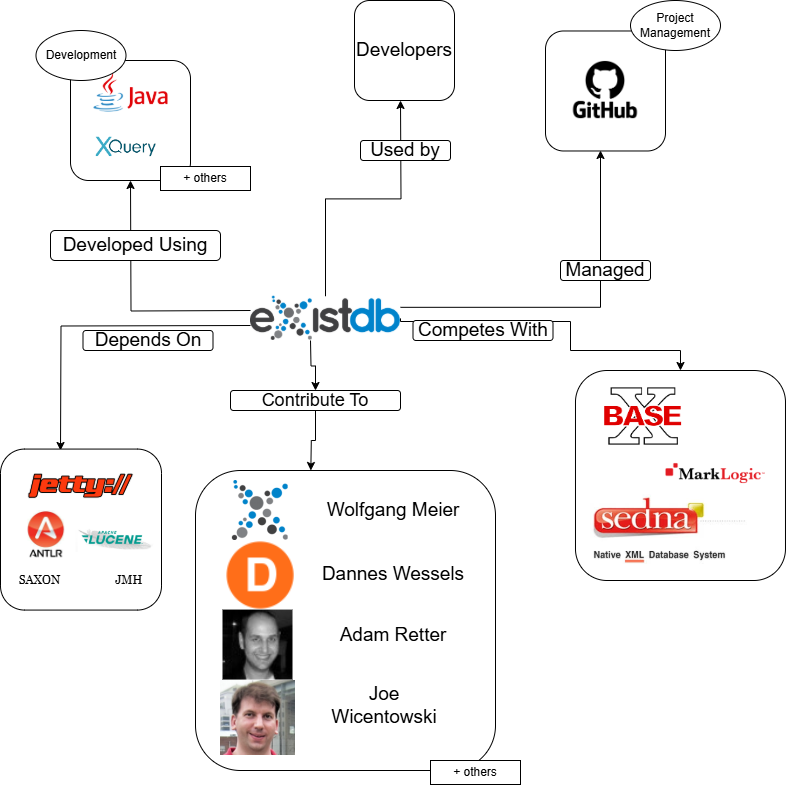 Developers
Project
Management
GitHub
Development
Java
XQuery
+ others
Used by
Developed Using
Managed
eXistdb
Depends On
Competes With
Contribute To
jetty://
ANTLR
APACHE
LUCENE
SAXON
JMH
X
BASE
MarkLogic
sedna
Native XML Database System
Wolfgang Meier
D
Dannes Wessels
Adam Retter
Joe
Wicentowski
+ others